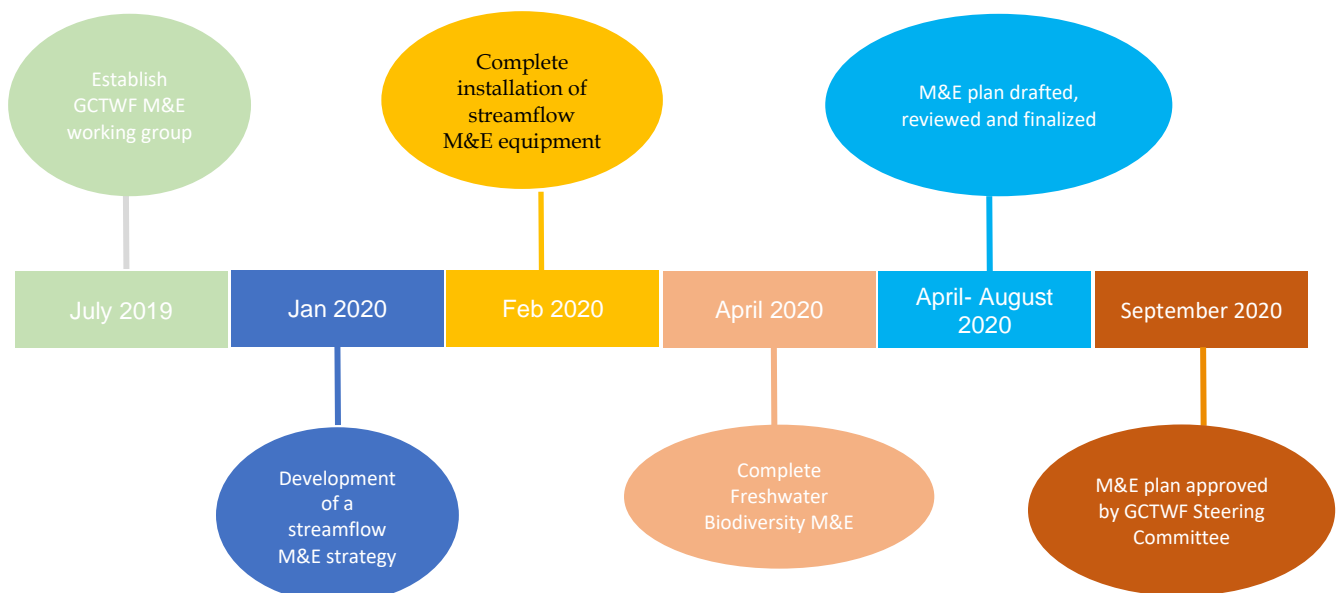 Establish
GCTWF M&E
working group
Complete
installation of
streamflow
M&E equipment
M&E plan drafted,
reviewed and finalized
July 2019
Jan 2020
Feb 2020
April 2020
April- August
2020
September 2020
Development
of a
streamflow
M&E strategy
Complete
Freshwater
Biodiversity M&E
M&E plan approved
by GCTWF Steering
Committee